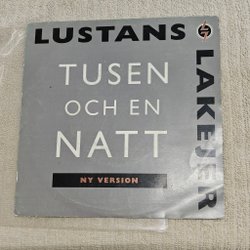 LUSTANS
LAKEJER
TUSEN
OCH EN
NATT
NY VERSION